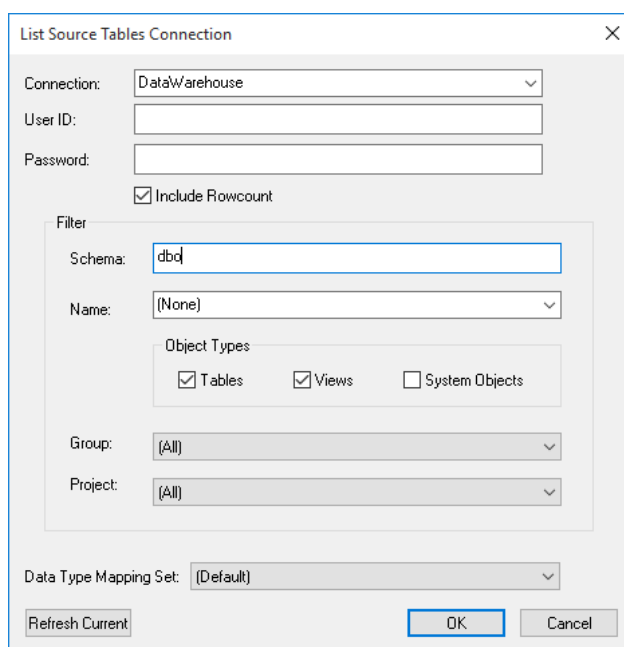 List Source Tables Connection
Connection: DataWarehouse
User ID:
Password:
Include Rowcount
Filter
Schema: dbo
Name: (None)
Object Types
Tables Views System Objects
Group: (All)
Project: (All)
Data Type Mapping Set: (Default)
Refresh Current OK Cancel